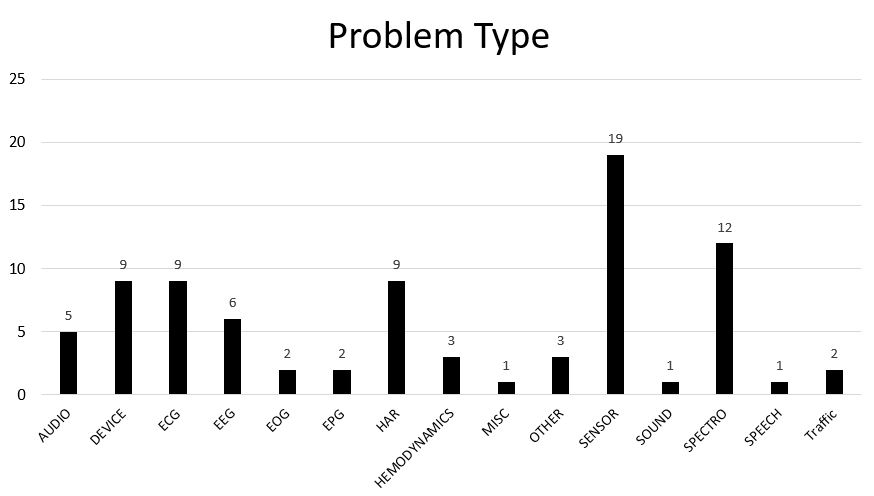 Problem Type
25
20
15
10
5
0
5
9
9
6
2
2
9
3
1
3
19
1
12
1
2
AUDIO
DEVICE
ECG
EEG
EOG
EPG
HAR
HEMODYNAMICS
MISC
OTHER
SENSOR
SOUND
SPECTRO
SPEECH
Traffic